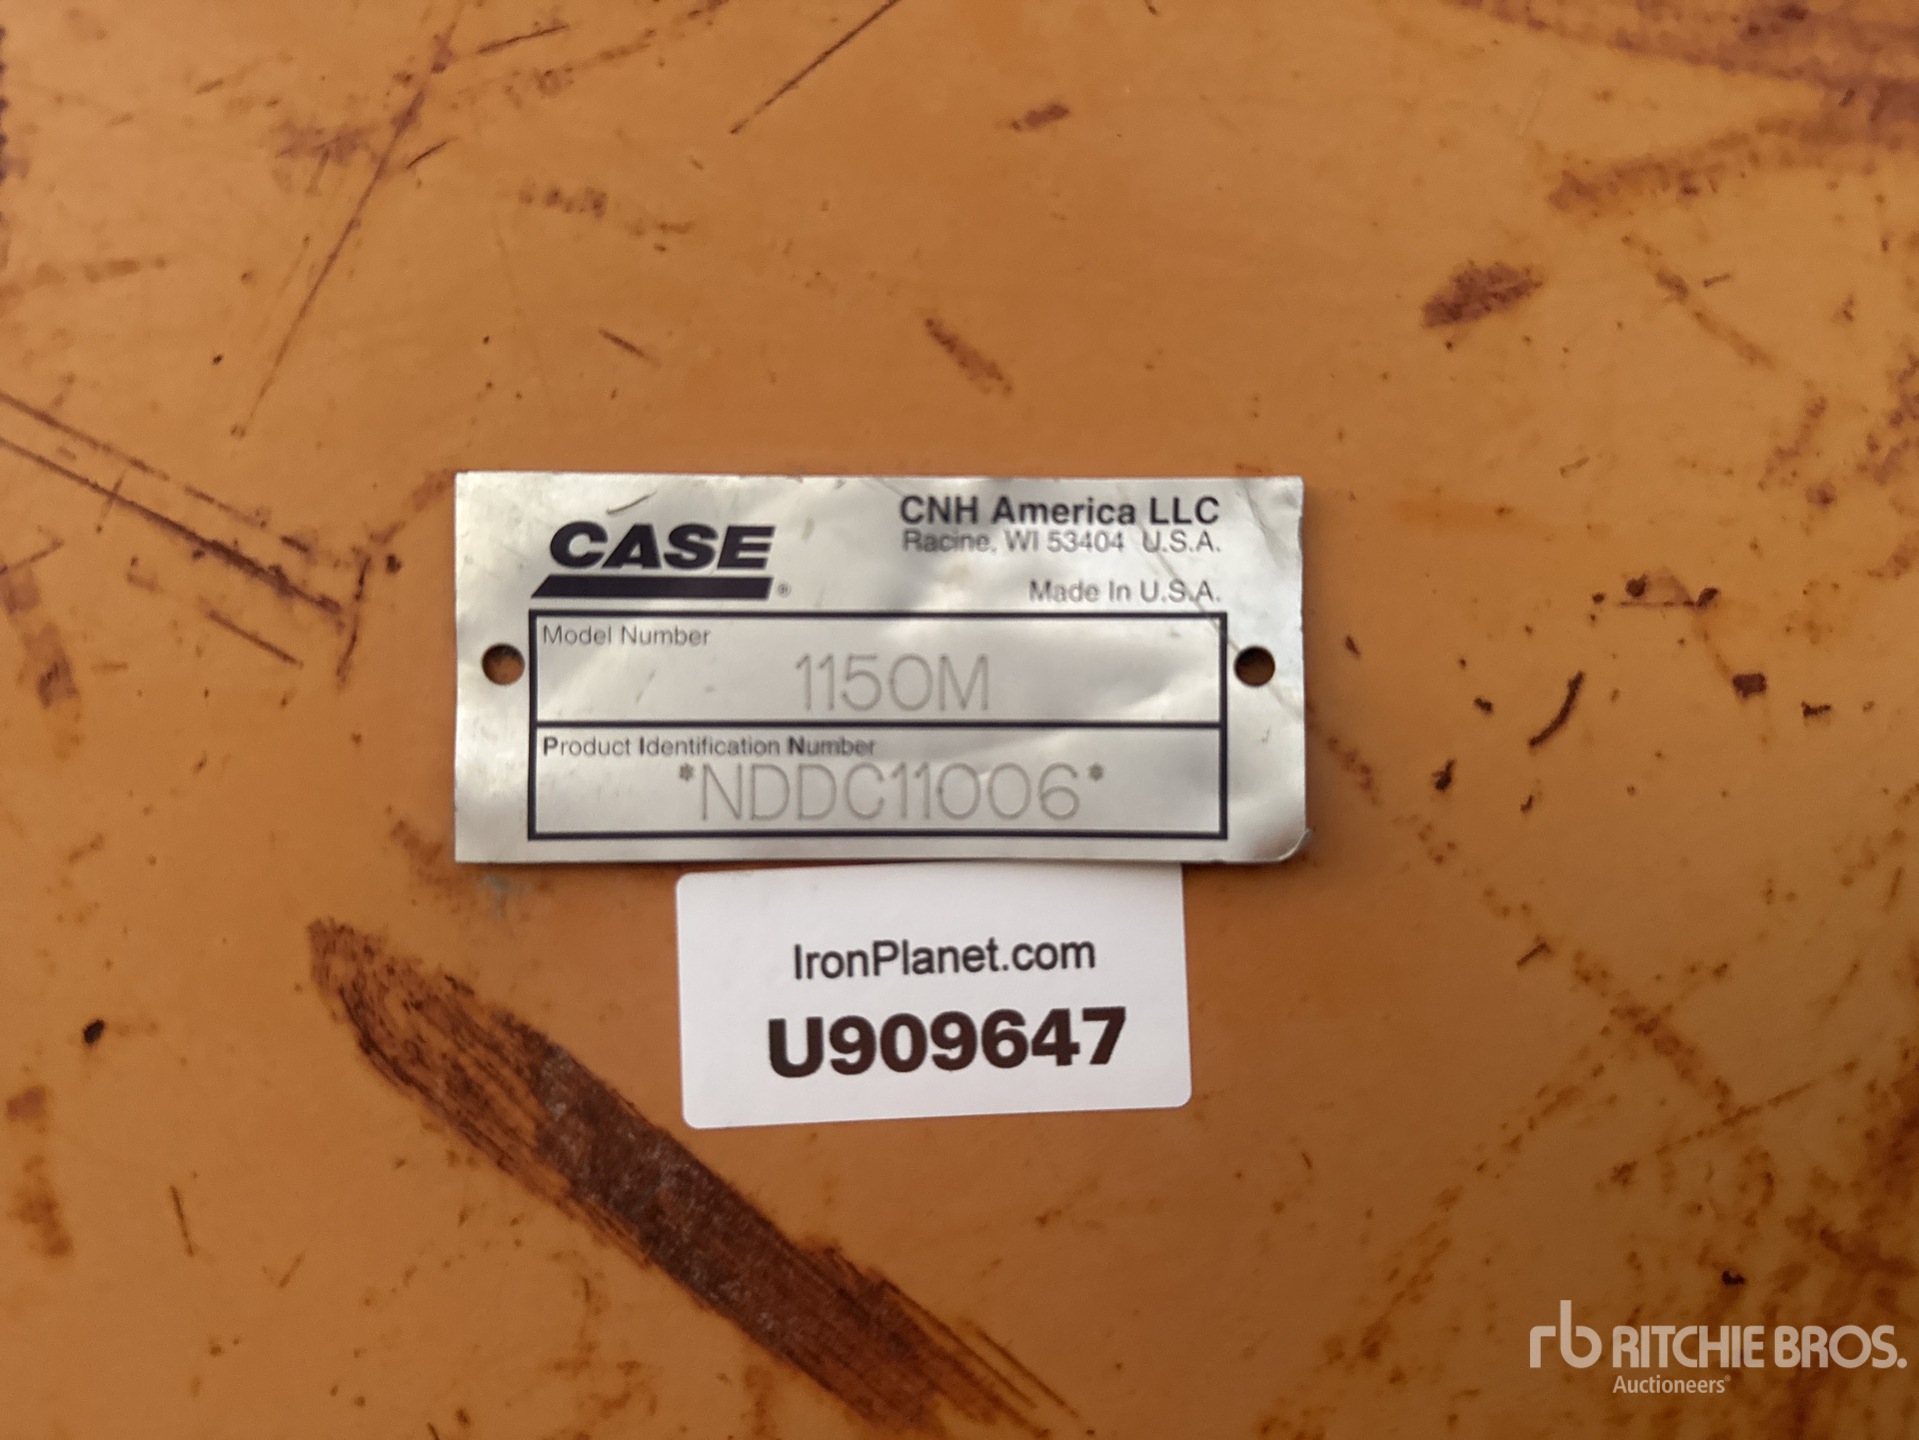 CASE®
CNH America LLC
Racine, WI 53404 U.S.A.
Made In U.S.A.
Model Number
1150M
Product Identification Number
*NDDC11006*
IronPlanet.com
U909647
rb RITCHIE BROS.
Auctioneers®